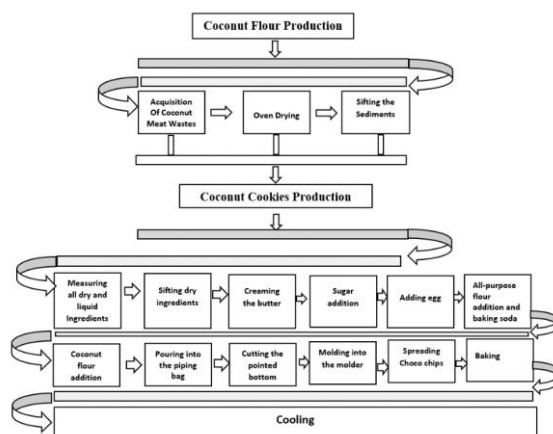 Coconut Flour Production
Acquisition
Of Coconut
Meat Wastes
Oven Drying
Sifting the
Sediments
Coconut Cookies Production
Measuring
all dry and
liquid
Ingredients
Sifting dry
ingredients
Creaming
the butter
Sugar
addition
Adding egg
All-purpose
flour
addition and
baking soda
Coconut
flour
addition
Pouring into
the piping
bag
Cutting the
pointed
bottom
Molding into
the molder
Spreading
Choco chips
Baking
Cooling